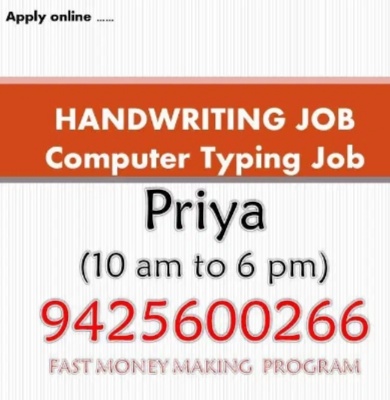 Apply online ......
HANDWRITING JOB
Computer Typing Job
Priya
(10 am to 6 pm)
9425600266
FAST MONEY MAKING PROGRAM